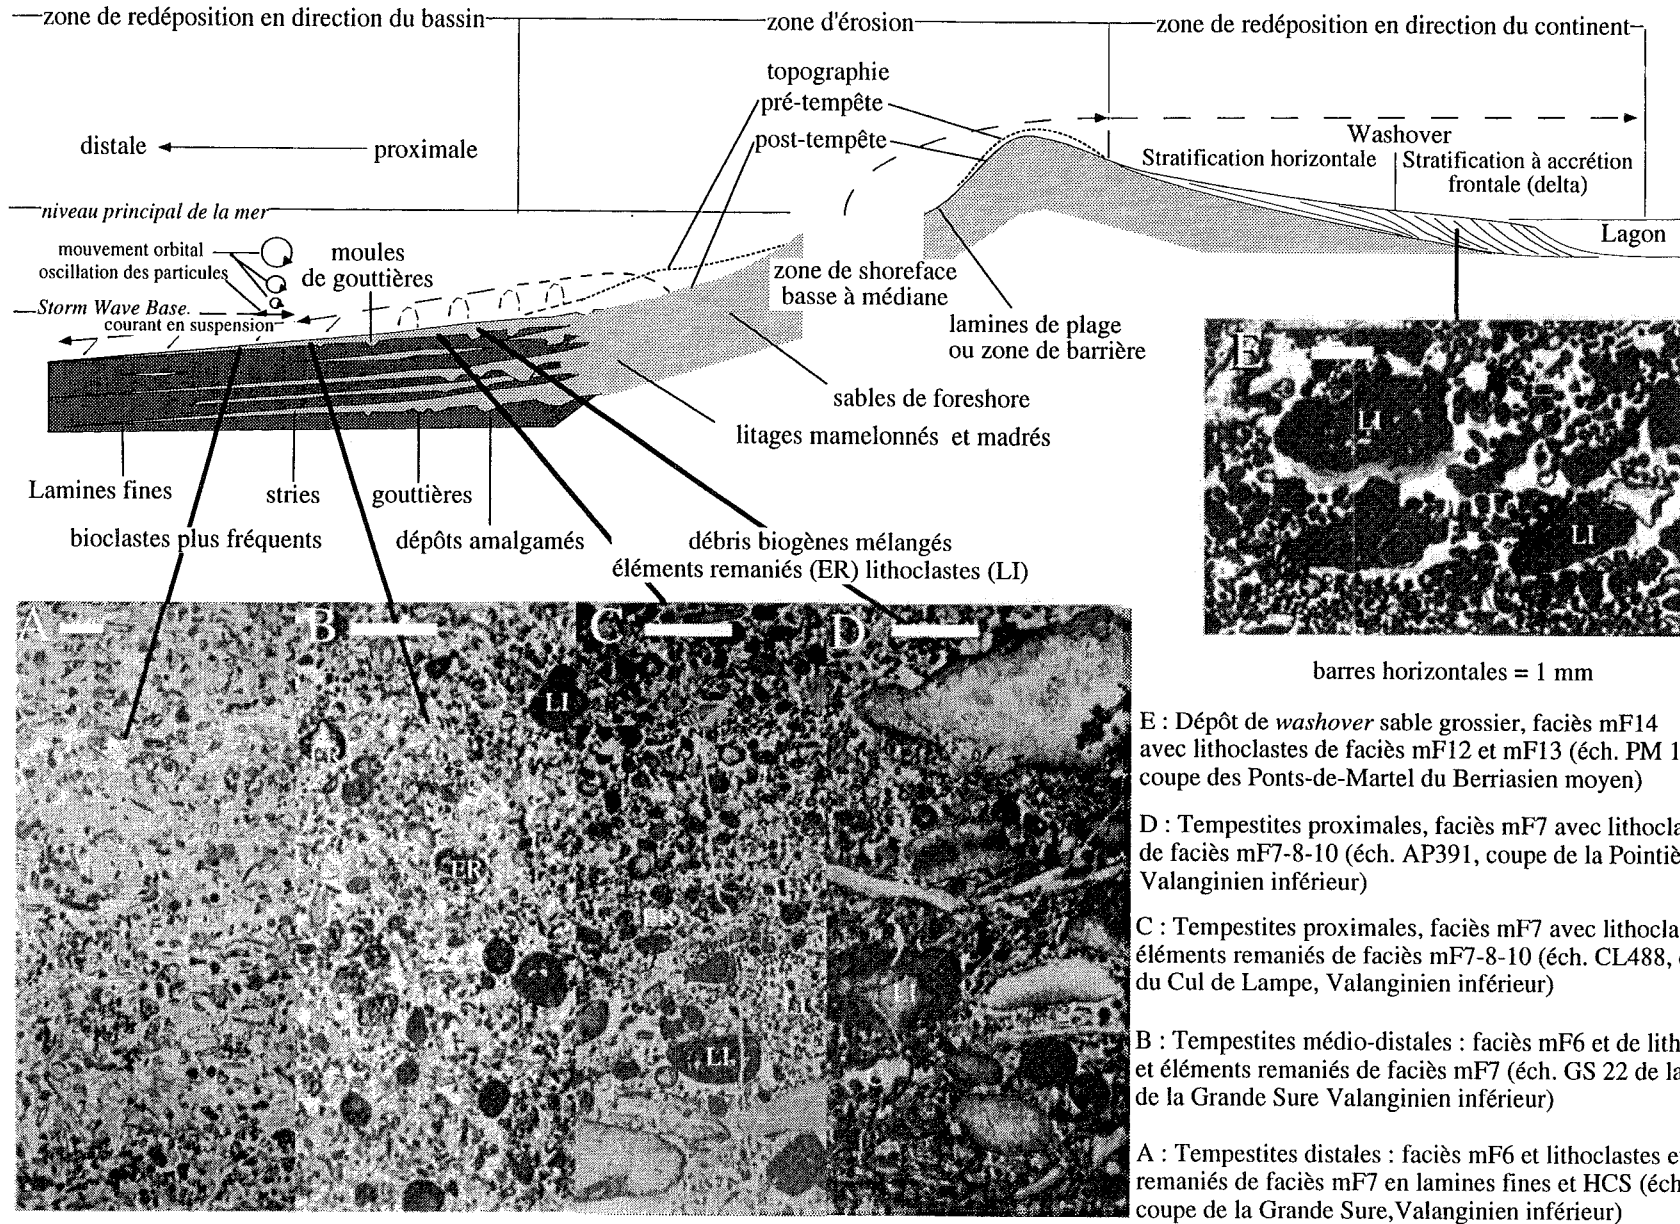 zone de redéposition en direction du bassin
zone d'érosion
zone de redéposition en direction du continent
topographie
pré-tempête
post-tempête
distale
proximale
Washover
Stratification horizontale
Stratification à accrétion
frontale (delta)
niveau principal de la mer
mouvement orbital
oscillation des particules
moules
de gouttières
Storm Wave Base
courant en suspension
zone de shoreface
basse à médiane
Lagon
lamines de plage
ou zone de barrière
sables de foreshore
litages mamelonnés et madrés
Lamines fines
stries
gouttières
bioclastes plus fréquents
dépôts amalgamés
débris biogènes mélangés
éléments remaniés (ER) lithoclastes (LI)
E
LI
LI
A
B
C
D
LI
ER
ER
ER
LI
LI
LI
LI
barres horizontales = 1 mm
E : Dépôt de washover sable grossier, faciès mF14
avec lithoclastes de faciès mF12 et mF13 (éch. PM 1
coupe des Ponts-de-Martel du Berriasien moyen)
D : Tempestites proximales, faciès mF7 avec lithocla
de faciès mF7-8-10 (éch. AP391, coupe de la Pointiè
Valanginien inférieur)
C : Tempestites proximales, faciès mF7 avec lithocla
éléments remaniés de faciès mF7-8-10 (éch. CL488,
du Cul de Lampe, Valanginien inférieur)
B : Tempestites médio-distales : faciès mF6 et de lith
et éléments remaniés de faciès mF7 (éch. GS 22 de la
de la Grande Sure Valanginien inférieur)
A : Tempestites distales : faciès mF6 et lithoclastes e
remaniés de faciès mF7 en lamines fines et HCS (éch
coupe de la Grande Sure,Valanginien inférieur)